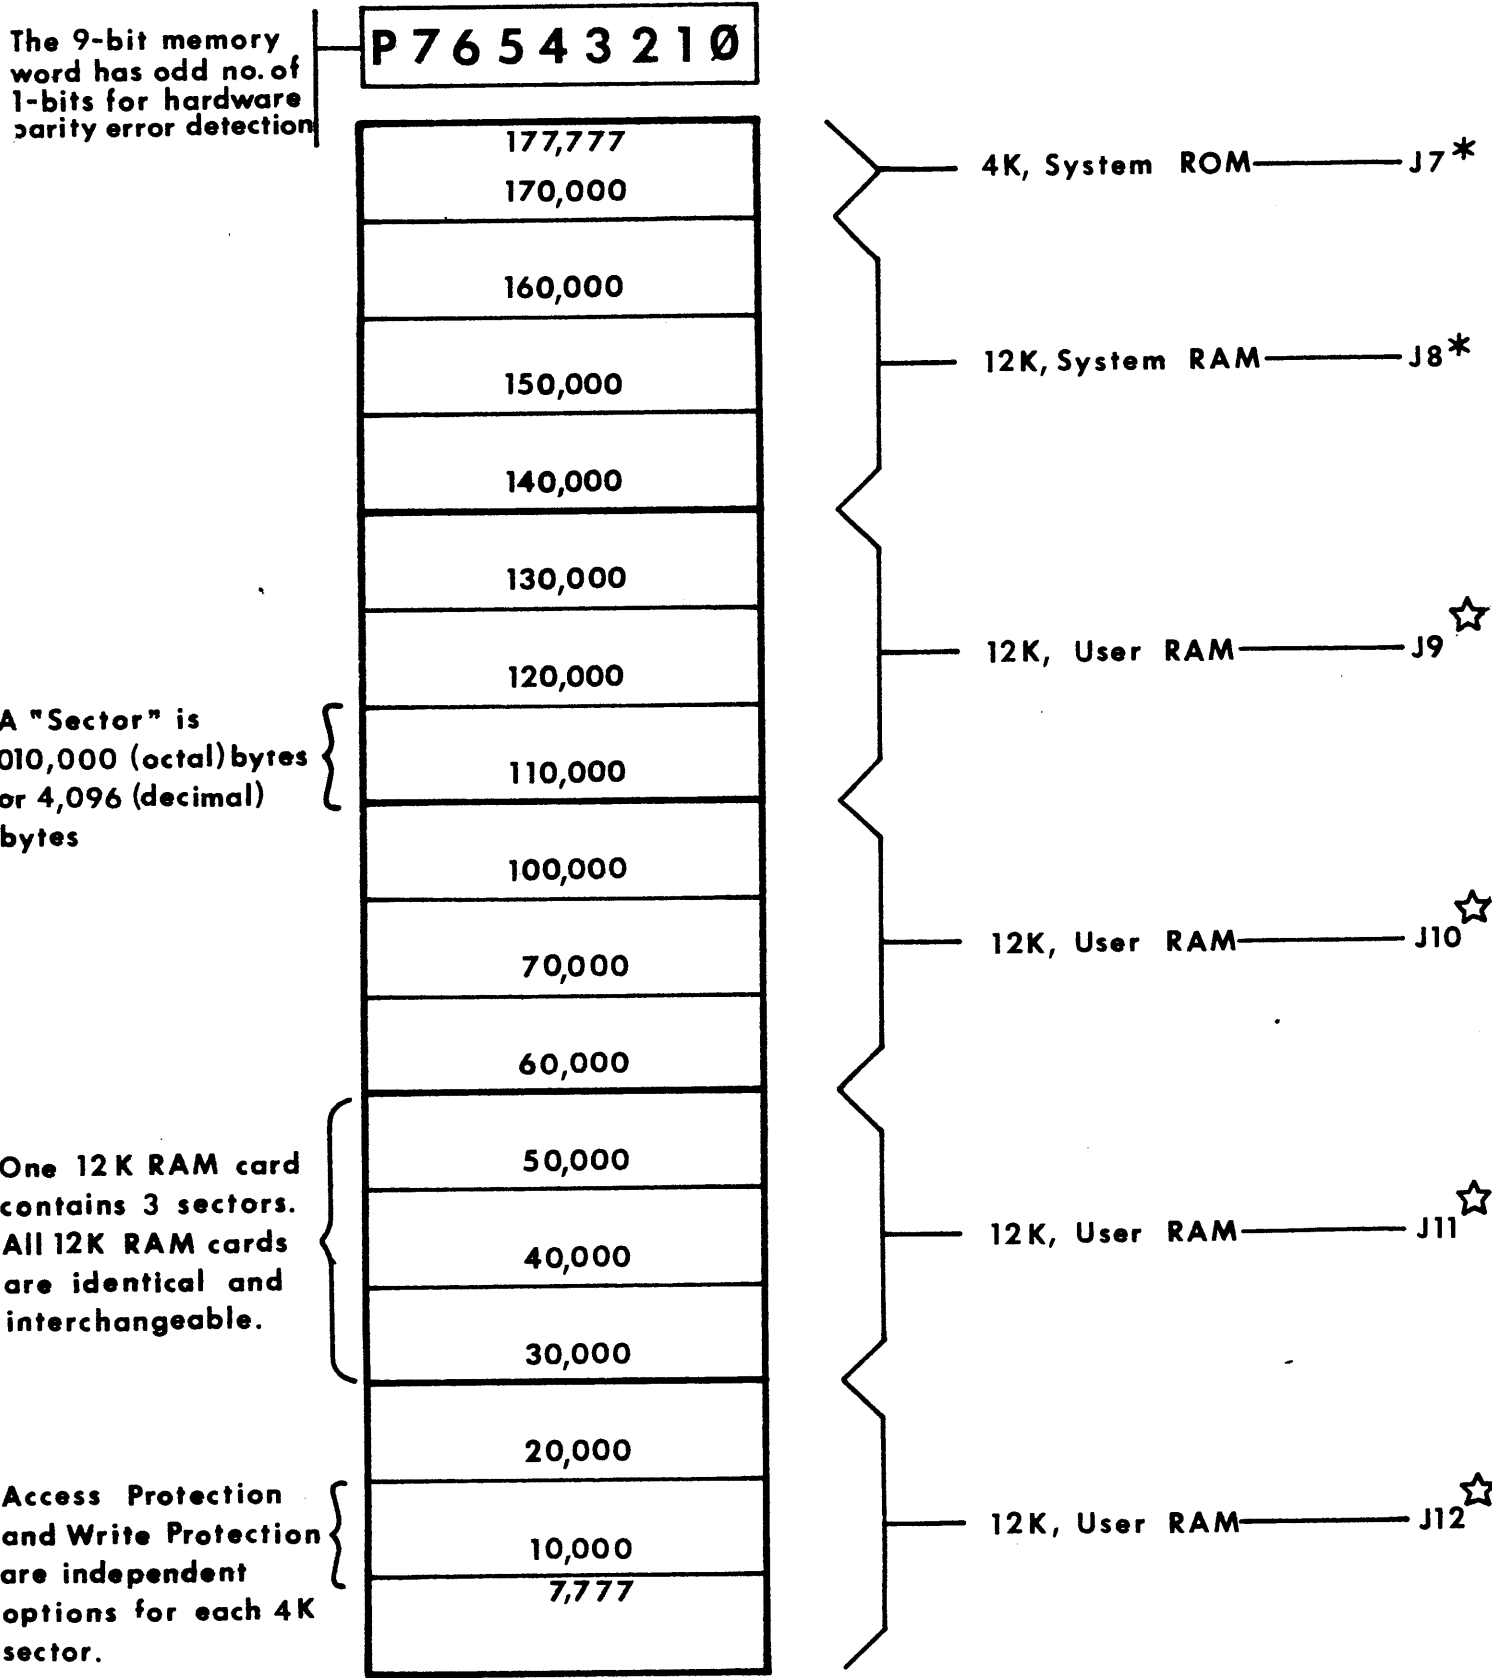 The 9-bit memory
word has odd no. of
1-bits for hardware
parity error detection
P 7 6 5 4 3 2 1 Ø
177,777
170,000
160,000
150,000
140,000
130,000
120,000
110,000
100,000
70,000
60,000
50,000
40,000
30,000
20,000
10,000
7,777
4K, System ROM J7*
12K, System RAM J8*
12K, User RAM J9☆
12K, User RAM J10☆
12K, User RAM J11☆
12K, User RAM J12☆
A "Sector" is
010,000 (octal) bytes
or 4,096 (decimal)
bytes
One 12K RAM card
contains 3 sectors.
All 12K RAM cards
are identical and
interchangeable.
Access Protection
and Write Protection
are independent
options for each 4K
sector.